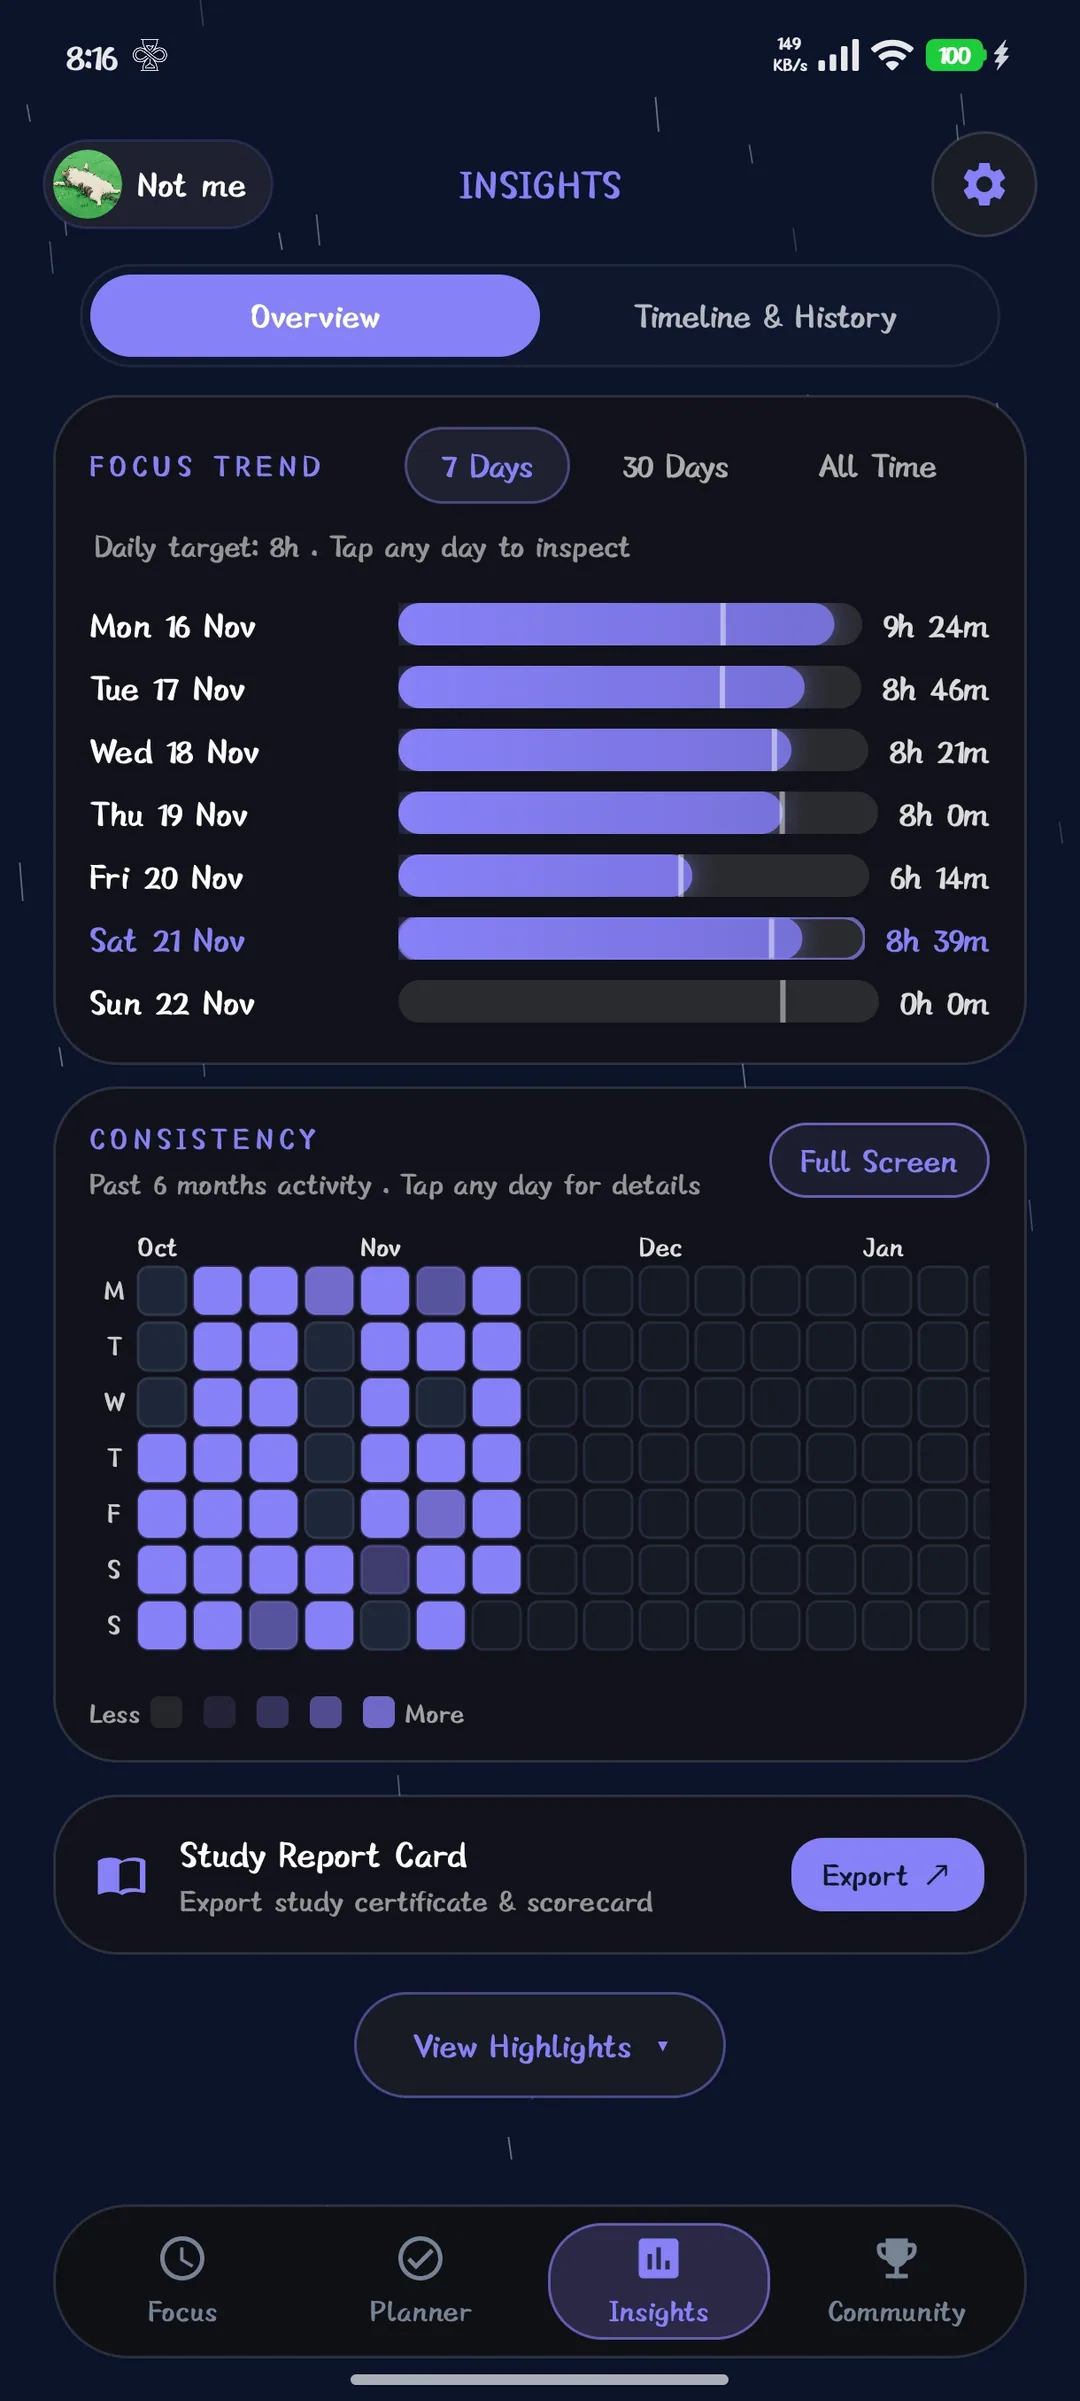 8:16
149
KB/s
100
Not me
INSIGHTS
Overview
Timeline & History
FOCUS TREND
7 Days
30 Days
All Time
Daily target: 8h . Tap any day to inspect
Mon 16 Nov 9h 24m
Tue 17 Nov 8h 46m
Wed 18 Nov 8h 21m
Thu 19 Nov 8h 0m
Fri 20 Nov 6h 14m
Sat 21 Nov 8h 39m
Sun 22 Nov 0h 0m
CONSISTENCY
Past 6 months activity . Tap any day for details
Full Screen
Oct Nov Dec Jan
M
T
W
T
F
S
S
Less More
Study Report Card
Export study certificate & scorecard
Export ↗
View Highlights ▼
Focus
Planner
Insights
Community